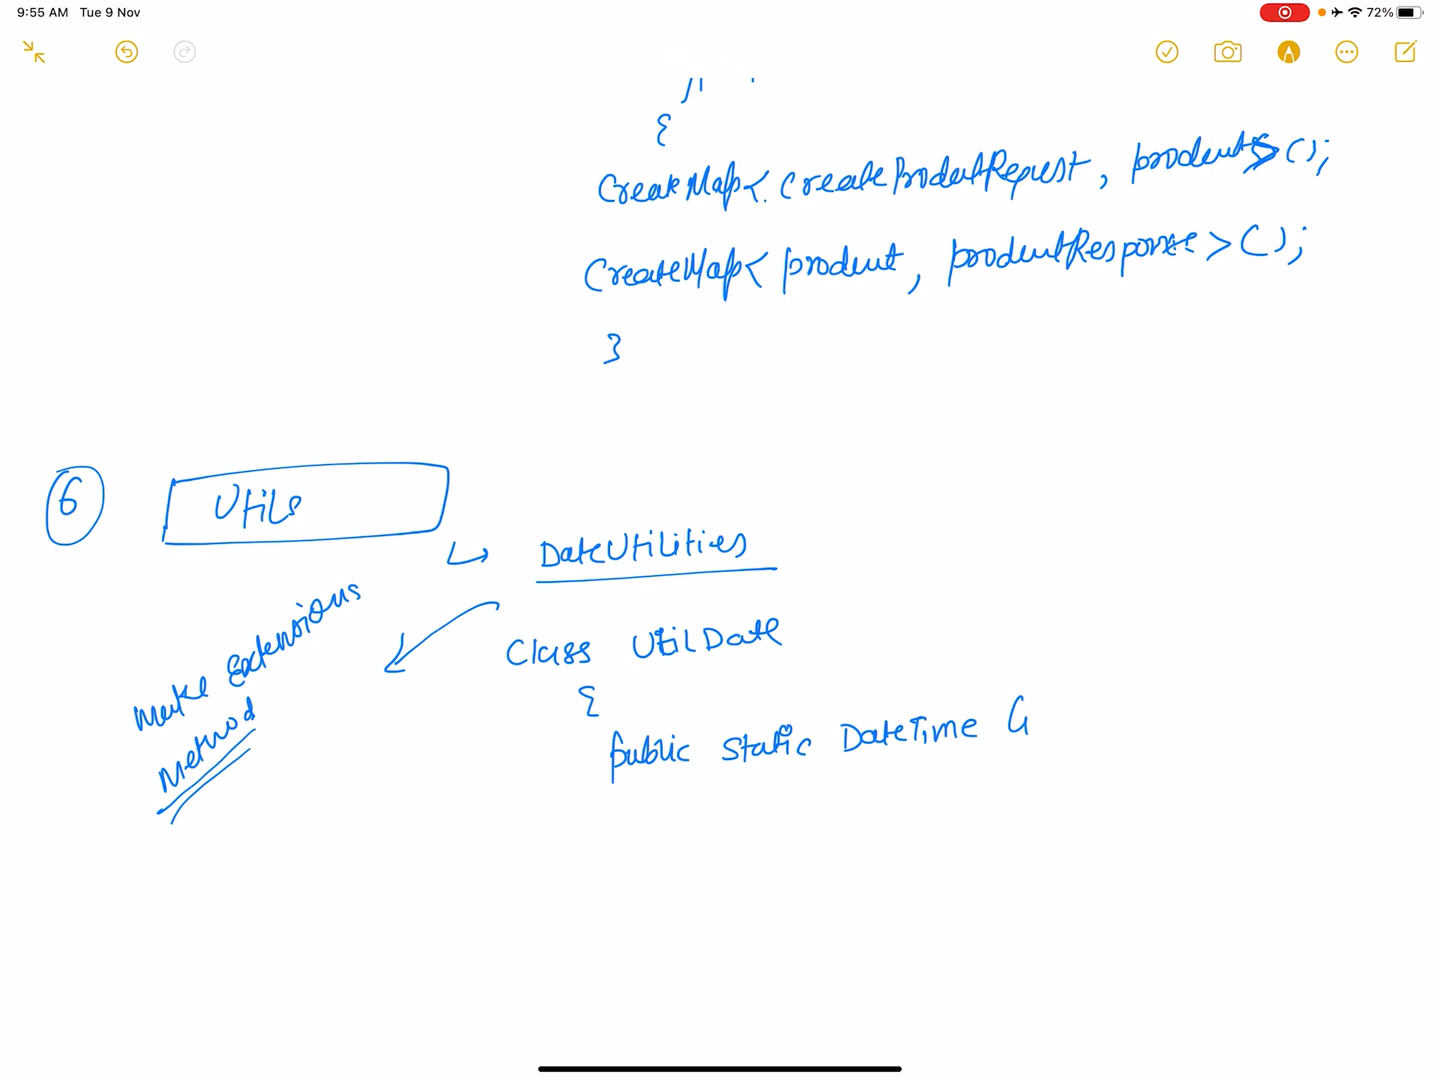 9:55 AM Tue 9 Nov
72%
{
CreateMap<CreateProductRequest, product>();
CreateMap<product, productResponse>();
}
6 Utils
↳ DateUtilities
Make Extensions
Method
Class UtilDate
{
public static DateTime G